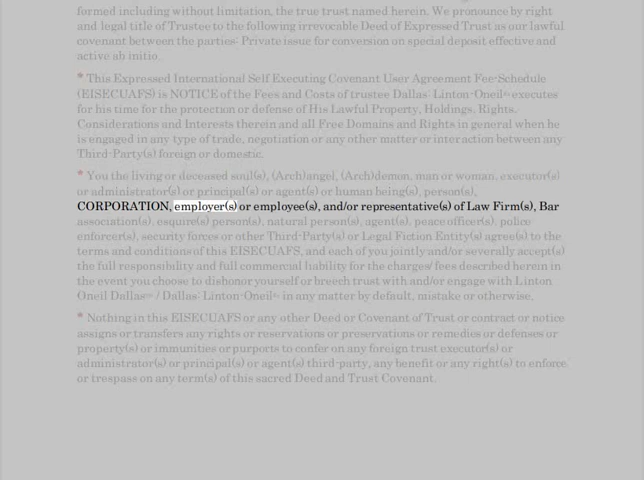 formed including without limitation, the true trust named herein. We pronounce by right
and legal title of Trustee to the following irrevocable Deed of Expressed Trust as our lawful
covenant between the parties: Private issue for conversion on special deposit effective and
active ab initio.
* This Expressed International Self Executing Covenant User Agreement Fee-Schedule
(EISECUAFS) is NOTICE of the Fees and Costs of trustee Dallas: Linton-Oneil executes
for his time for the protection or defense of His Lawful Property, Holdings, Rights,
Considerations and Interests therein and all Free Domains and Rights in general when he
is engaged in any type of trade, negotiation or any other matter or interaction between any
Third-Party(s) foreign or domestic.
* You the living or deceased soul(s), (Arch)angel, (Arch)demon, man or woman, executor(s)
or administrator(s) or principal(s) or agent(s) or human being(s), person(s),
CORPORATION, employer(s) or employee(s), and/or representative(s) of Law Firm(s), Bar
association(s), esquire(s) person(s), natural person(s), agent(s), peace officer(s); police
enforcer(s), security forces or other Third-Party(s) or Legal Fiction Entity(s) agree(s) to the
terms and conditions of this EISECUAFS, and each of you jointly and/or severally accept(s)
the full responsibility and full commercial liability for the charges/ fees described herein in
the event you choose to dishonor yourself or breech trust with and/or engage with Linton
Oneil Dallas / Dallas: Linton-Oneil in any matter by default, mistake or otherwise.
* Nothing in this EISECUAFS or any other Deed or Covenant of Trust or contract or notice
assigns or transfers any rights or reservations or preservations or remedies or defenses or
property(s) or immunities or purports to confer on any foreign trust executor(s) or
administrator(s) or principal(s) or agent(s) third-party, any benefit or any right(s) to enforce
or trespass on any term(s) of this sacred Deed and Trust Covenant.